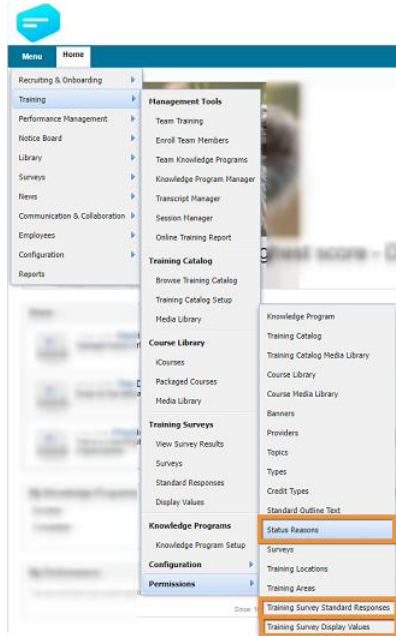 Menu
Home
Recruiting & Onboarding
Training
Performance Management
Notice Board
Library
Surveys
News
Communication & Collaboration
Employees
Configuration
Reports
Management Tools
Team Training
Enroll Team Members
Team Knowledge Programs
Knowledge Program Manager
Transcript Manager
Session Manager
Online Training Report
Training Catalog
Browse Training Catalog
Training Catalog Setup
Media Library
Course Library
iCourses
Packaged Courses
Media Library
Training Surveys
View Survey Results
Surveys
Standard Responses
Display Values
Knowledge Programs
Knowledge Program Setup
Configuration
Permissions
Knowledge Program
Training Catalog
Training Catalog Media Library
Course Library
Course Media Library
Banners
Providers
Topics
Types
Credit Types
Standard Outline Text
Status Reasons
Surveys
Training Locations
Training Areas
Training Survey Standard Responses
Training Survey Display Values